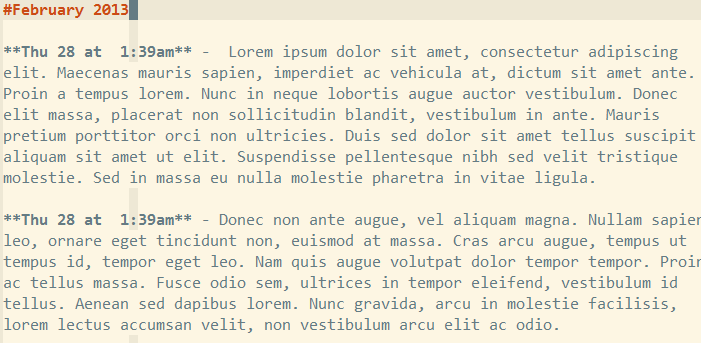 #February 2013
**Thu 28 at  1:39am** -  Lorem ipsum dolor sit amet, consectetur adipiscing
elit. Maecenas mauris sapien, imperdiet ac vehicula at, dictum sit amet ante.
Proin a tempus lorem. Nunc in neque lobortis augue auctor vestibulum. Donec
elit massa, placerat non sollicitudin blandit, vestibulum in ante. Mauris
pretium porttitor orci non ultricies. Duis sed dolor sit amet tellus suscipit
aliquam sit amet ut elit. Suspendisse pellentesque nibh sed velit tristique
molestie. Sed in massa eu nulla molestie pharetra in vitae ligula.
**Thu 28 at  1:39am** - Donec non ante augue, vel aliquam magna. Nullam sapien
leo, ornare eget tincidunt non, euismod at massa. Cras arcu augue, tempus ut
tempus id, tempor eget leo. Nam quis augue volutpat dolor tempor tempor. Proin
ac tellus massa. Fusce odio sem, ultrices in tempor eleifend, vestibulum id
tellus. Aenean sed dapibus lorem. Nunc gravida, arcu in molestie facilisis,
lorem lectus accumsan velit, non vestibulum arcu elit ac odio.